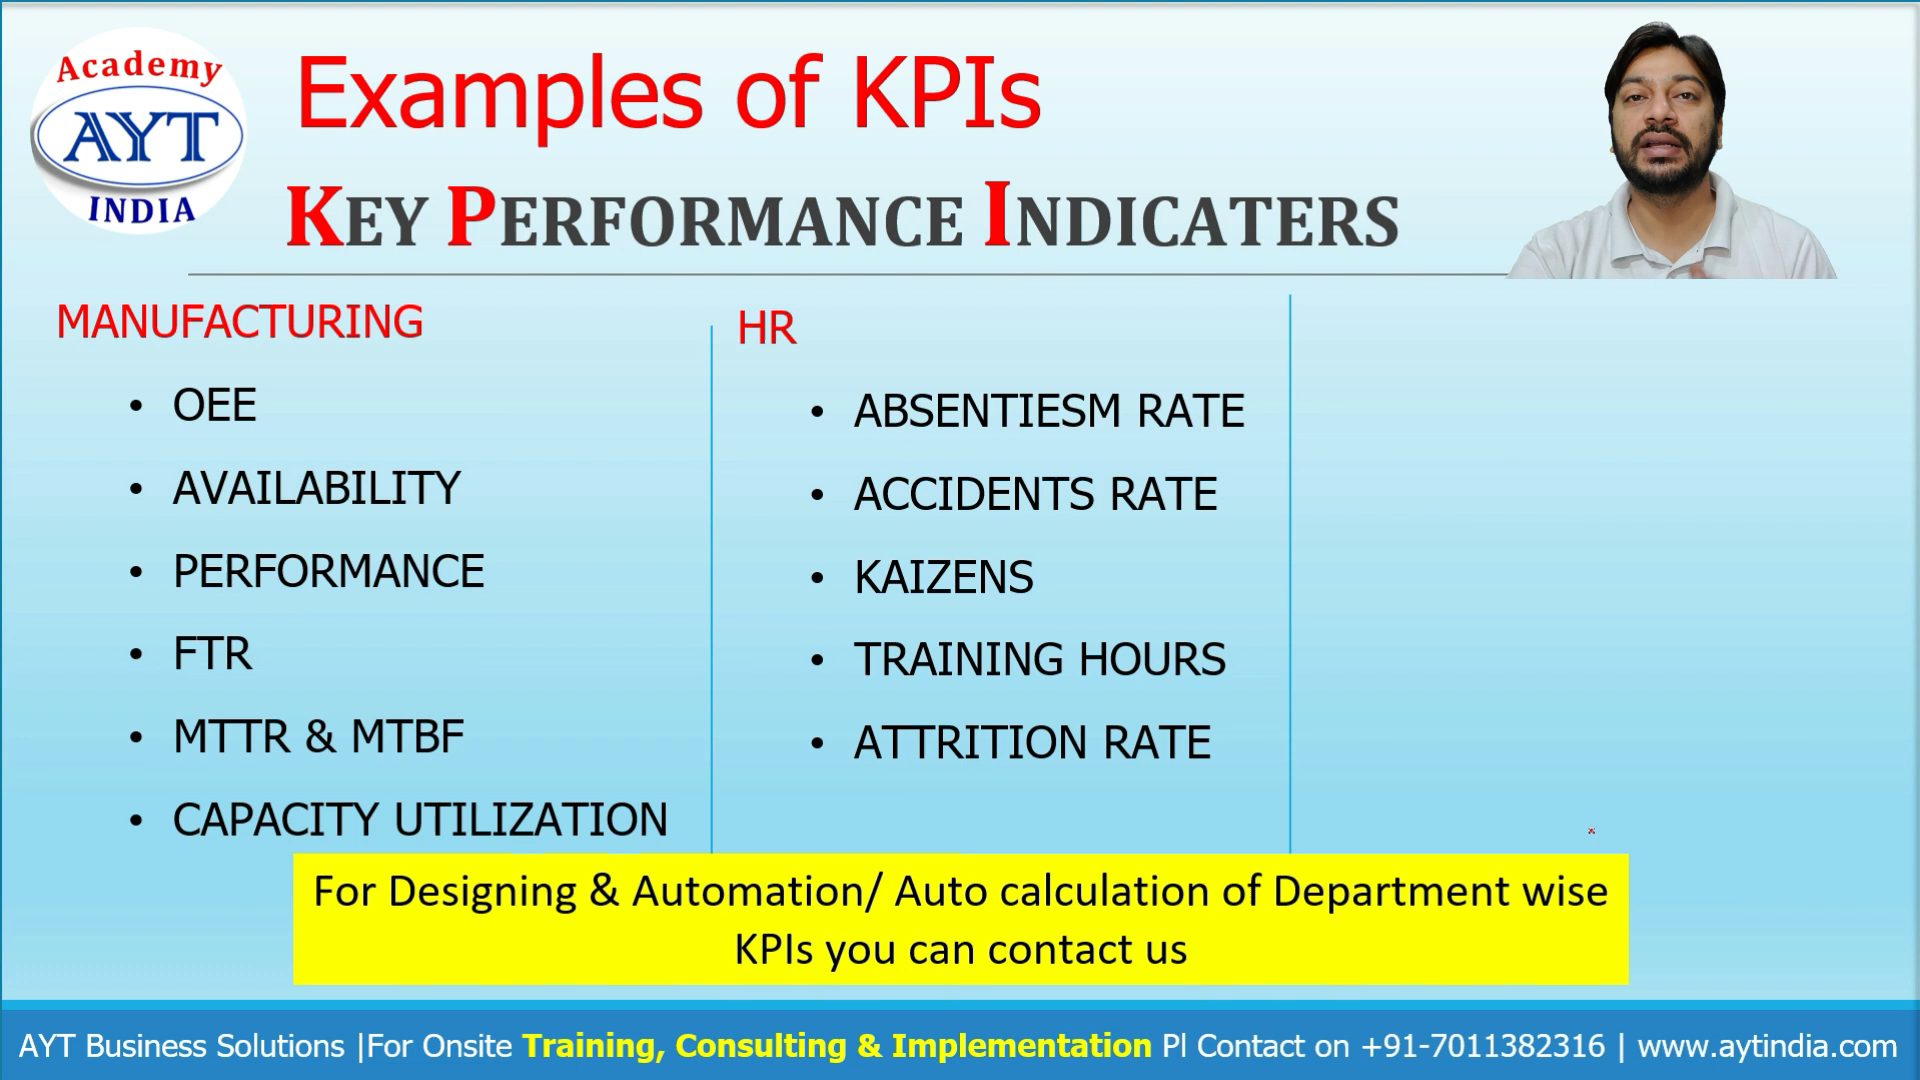 Academy
AYT
INDIA
Examples of KPIs
KEY PERFORMANCE INDICATERS
MANUFACTURING
• OEE
• AVAILABILITY
• PERFORMANCE
• FTR
• MTTR & MTBF
• CAPACITY UTILIZATION
HR
• ABSENTIESM RATE
• ACCIDENTS RATE
• KAIZENS
• TRAINING HOURS
• ATTRITION RATE
For Designing & Automation/ Auto calculation of Department wise
KPIs you can contact us
AYT Business Solutions |For Onsite Training, Consulting & Implementation Pl Contact on +91-7011382316 | www.aytindia.com